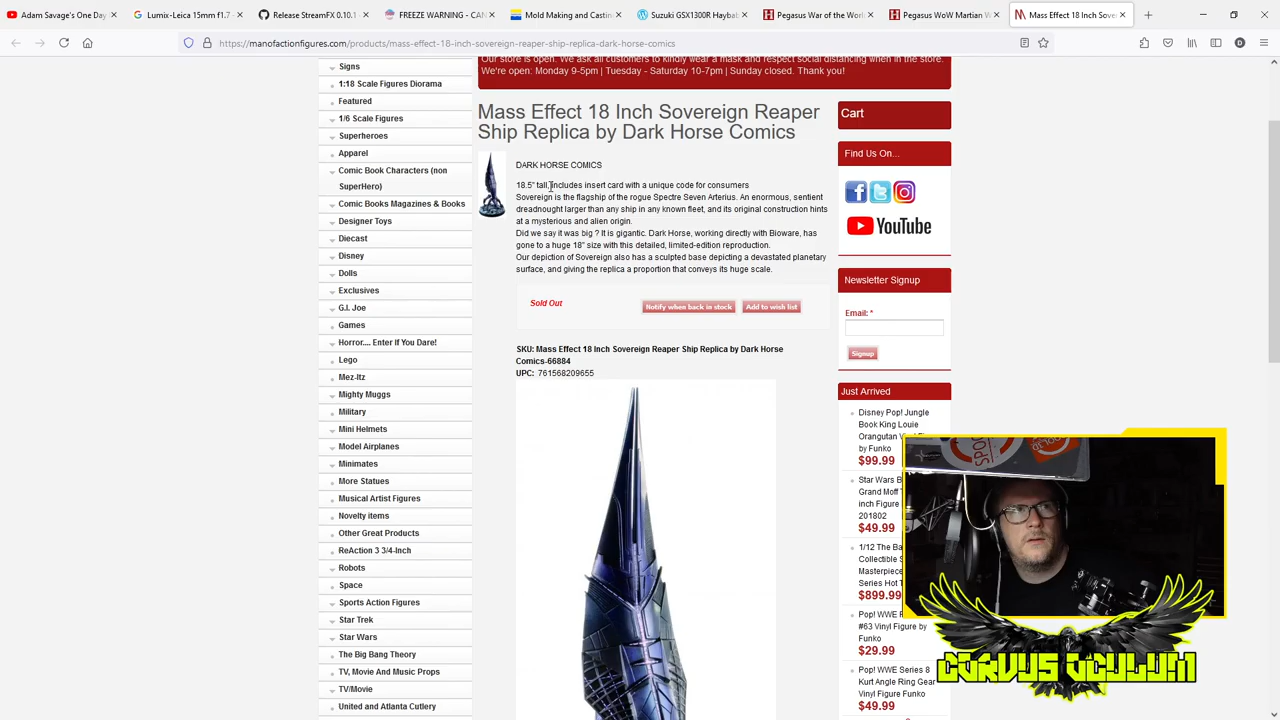 Adam Savage's One Day
Lumix-Leica 15mm f1.7 -
Release StreamFX 0.10.1
FREEZE WARNING - CAN
Mold Making and Castin
Suzuki GSX1300R Hayabu
Pegasus War of the Worl
Pegasus WoW Martian W
Mass Effect 18 Inch Sover
https://manofactionfigures.com/products/mass-effect-18-inch-sovereign-reaper-ship-replica-dark-horse-comics
Our store is open. We ask all customers to kindly wear a mask and respect social distancing when in the store.
We're open: Monday 9-5pm | Tuesday - Saturday 10-7pm | Sunday closed. Thank you!
Signs
1:18 Scale Figures Diorama
Featured
1/6 Scale Figures
Superheroes
Apparel
Comic Book Characters (non
SuperHero)
Comic Books Magazines & Books
Designer Toys
Diecast
Disney
Dolls
Exclusives
G.I. Joe
Games
Horror.... Enter If You Dare!
Lego
Mez-Itz
Mighty Muggs
Military
Mini Helmets
Model Airplanes
Minimates
More Statues
Musical Artist Figures
Novelty items
Other Great Products
ReAction 3 3/4-Inch
Robots
Space
Sports Action Figures
Star Trek
Star Wars
The Big Bang Theory
TV, Movie And Music Props
TV/Movie
United and Atlanta Cutlery
Mass Effect 18 Inch Sovereign Reaper
Ship Replica by Dark Horse Comics
DARK HORSE COMICS
18.5" tall, Includes insert card with a unique code for consumers
Sovereign is the flagship of the rogue Spectre Seven Arterius. An enormous, sentient
dreadnought larger than any ship in any known fleet, and its original construction hints
at a mysterious and alien origin.
Did we say it was big ? It is gigantic. Dark Horse, working directly with Bioware, has
gone to a huge 18" size with this detailed, limited-edition reproduction.
Our depiction of Sovereign also has a sculpted base depicting a devastated planetary
surface, and giving the replica a proportion that conveys its huge scale.
Sold Out
Notify when back in stock
Add to wish list
SKU: Mass Effect 18 Inch Sovereign Reaper Ship Replica by Dark Horse
Comics-66884
UPC: 761568209655
Cart
Find Us On...
YouTube
Newsletter Signup
Email: *
Signup
Just Arrived
Disney Pop! Jungle
Book King Louie
Orangutan Vinyl Fi
by Funko
$99.99
Star Wars B
Grand Moff T
inch Figure
201802
$49.99
1/12 The Ba
Collectible S
Masterpiece
Series Hot T
$899.99
Pop! WWE F
#63 Vinyl Figure by
Funko
$29.99
Pop! WWE Series 8
Kurt Angle Ring Gear
Vinyl Figure Funko
$49.99
CORVUS OCULUM